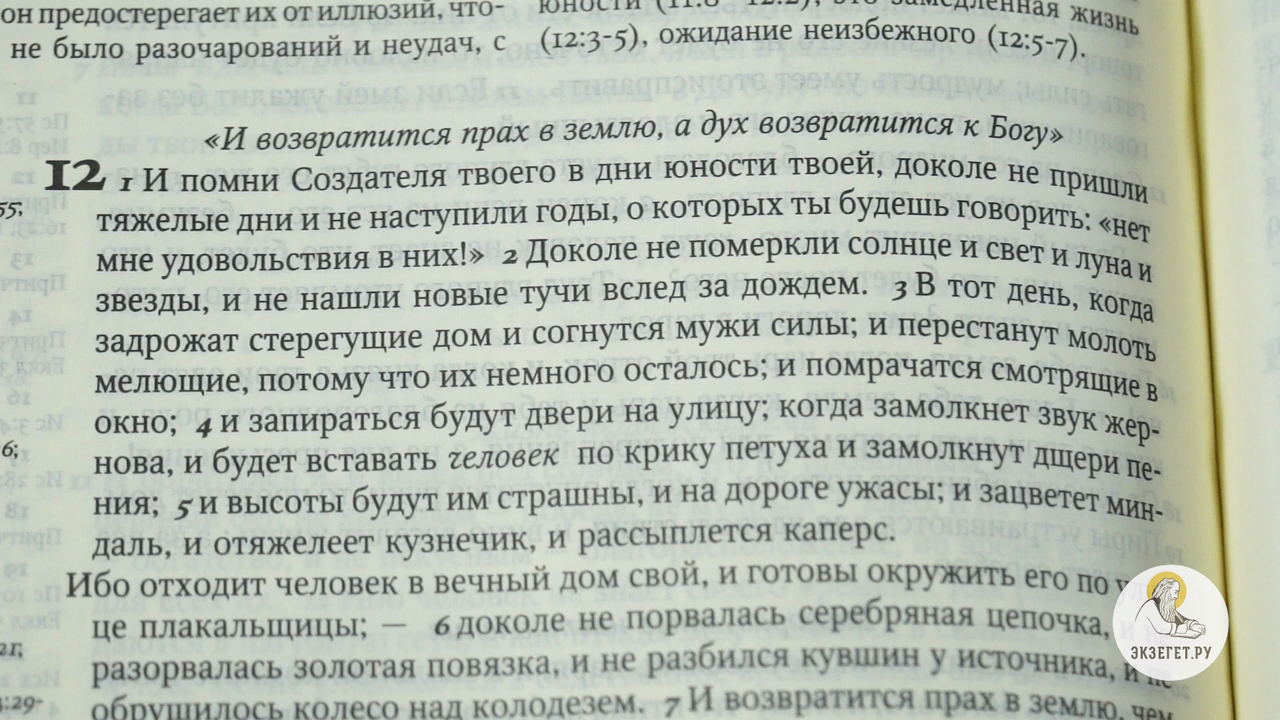 он предостерегает их от иллюзий, что-
не было разочарований и неудач, с
юности (11:8
жизнь
(12:3-5), ожидание неизбежного (12:5-7).
«И возвратится прах в землю, а дух возвратится к Богу»
12 1 И помни Создателя твоего в дни юности твоей, доколе не пришли
тяжелые дни и не наступили годы, о которых ты будешь говорить: «нет
мне удовольствия в них!» 2 Доколе не померкли солнце и свет и луна и
звезды, и не нашли новые тучи вслед за дождем. 3 В тот день, когда
задрожат стерегущие дом и согнутся мужи силы; и перестанут молоть
мелющие, потому что их немного осталось; и помрачатся смотрящие в
окно; 4 и запираться будут двери на улицу; когда замолкнет звук жер-
нова, и будет вставать человек по крику петуха и замолкнут дщери пе-
ния; 5 и высоты будут им страшны, и на дороге ужасы; и зацветет мин-
даль, и отяжелеет кузнечик, и рассыплется каперс.
Ибо отходит человек в вечный дом свой, и готовы окружить его по
це плакальщицы; — 6 доколе не порвалась серебряная цепочка,
разорвалась золотая повязка, и не разбился кувшин у источника, и не
обрушилось колесо над колодезем. 7 И возвратится прах в землю, чем
ЭКЗЕГЕТ.РУ